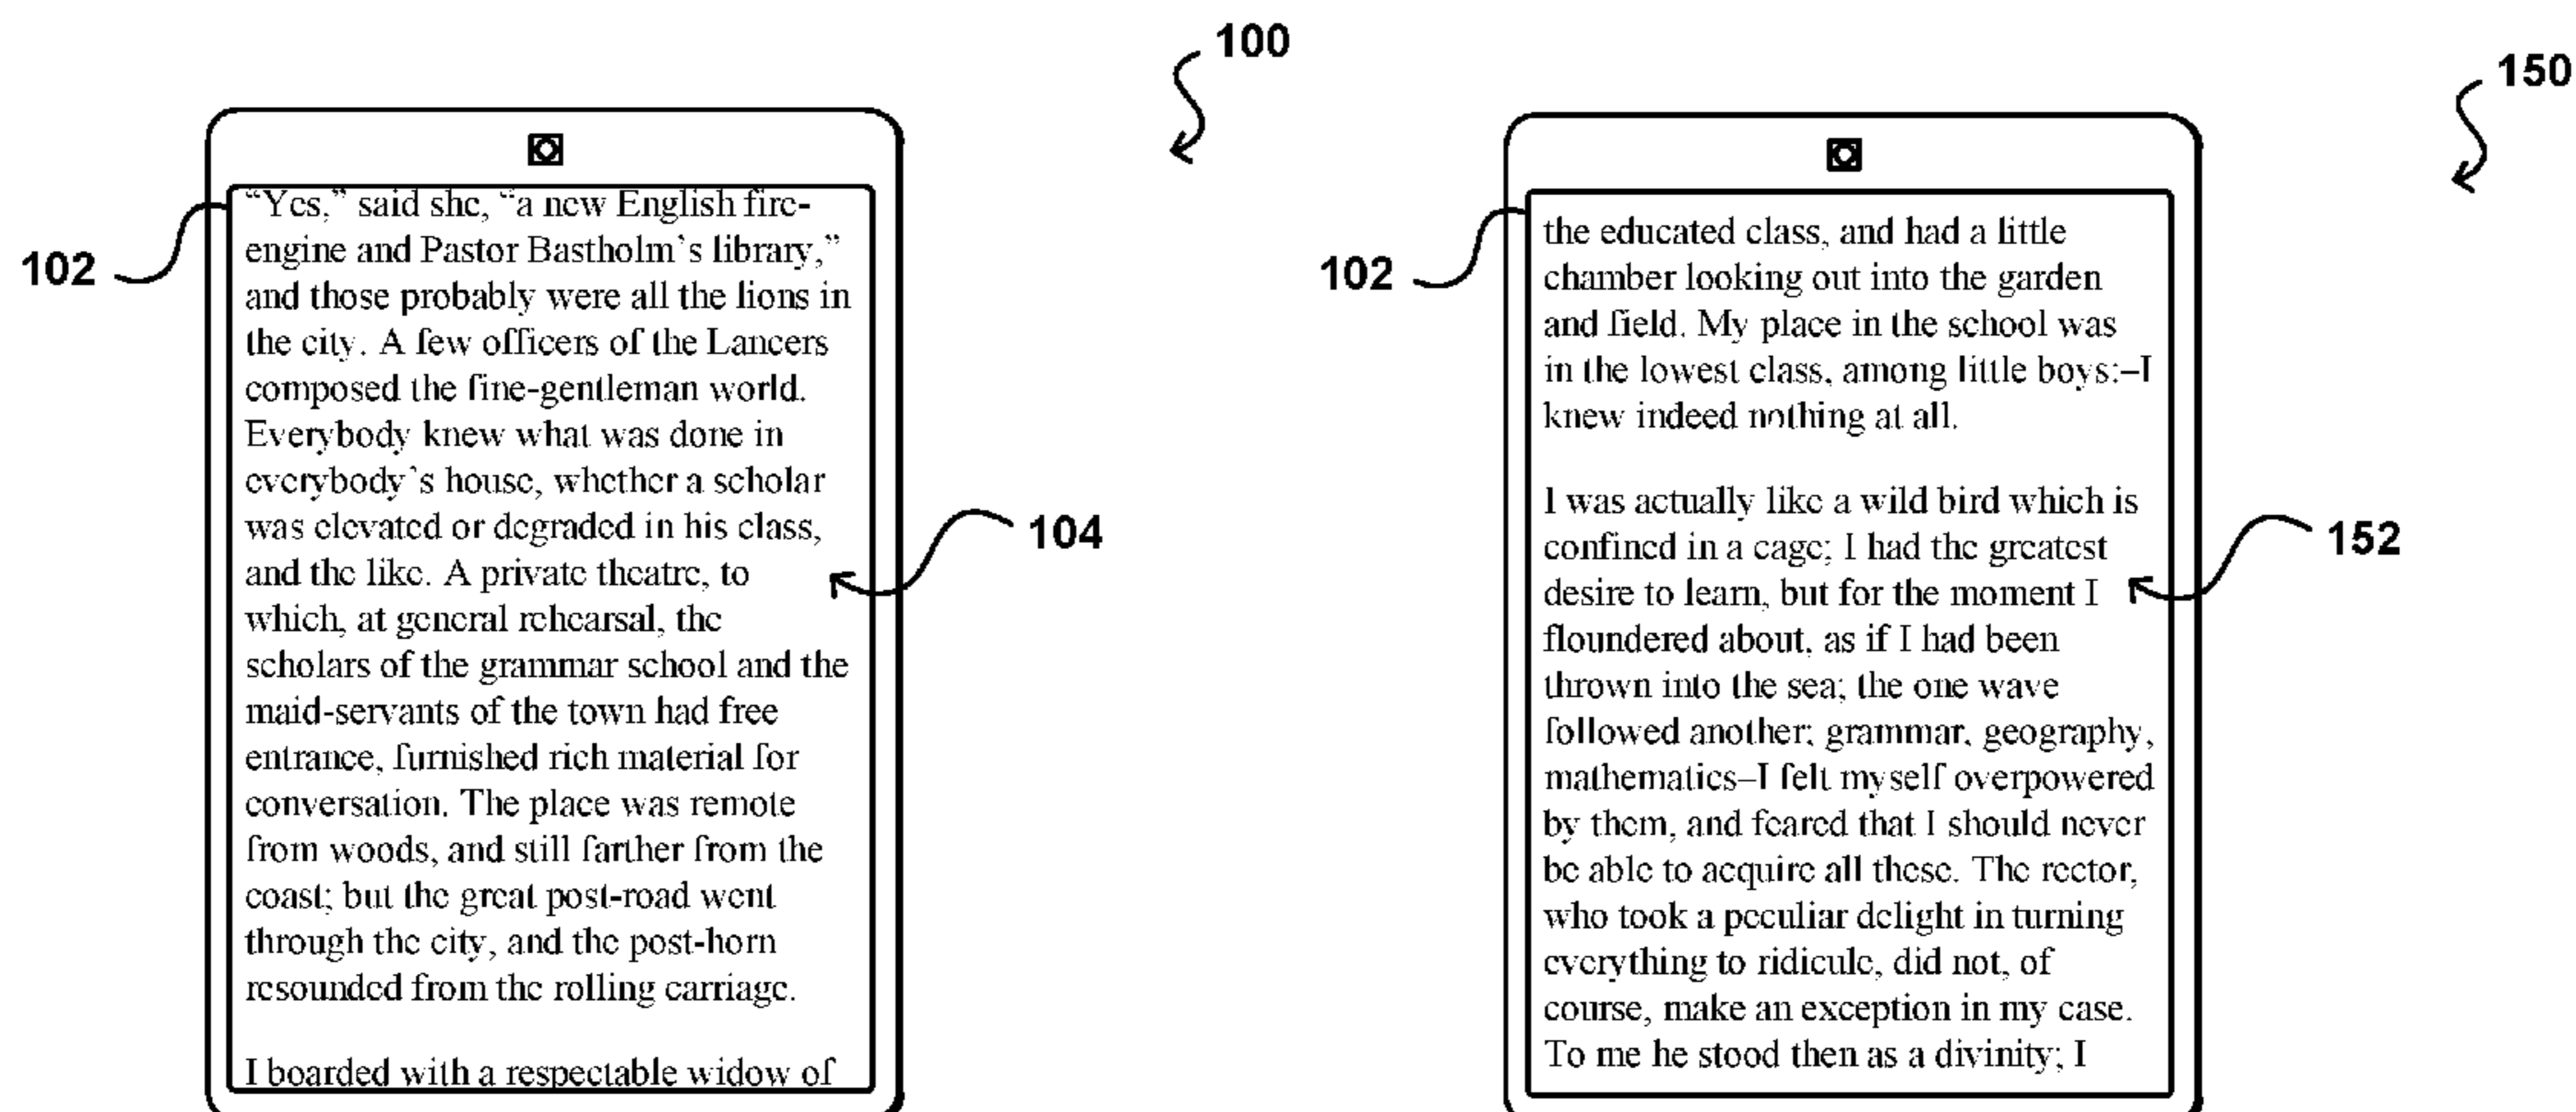 100
150
102
“Yes,” said she, “a new English fire-
engine and Pastor Bastholm’s library,”
and those probably were all the lions in
the city. A few officers of the Lancers
composed the fine-gentleman world.
Everybody knew what was done in
everybody’s house, whether a scholar
was elevated or degraded in his class,
and the like. A private theatre, to
which, at general rehearsal, the
scholars of the grammar school and the
maid-servants of the town had free
entrance, furnished rich material for
conversation. The place was remote
from woods, and still farther from the
coast; but the great post-road went
through the city, and the post-horn
resounded from the rolling carriage.
I boarded with a respectable widow of
104
102
the educated class, and had a little
chamber looking out into the garden
and field. My place in the school was
in the lowest class, among little boys:–I
knew indeed nothing at all.
I was actually like a wild bird which is
confined in a cage; I had the greatest
desire to learn, but for the moment I
floundered about, as if I had been
thrown into the sea; the one wave
followed another; grammar, geography,
mathematics–I felt myself overpowered
by them, and feared that I should never
be able to acquire all these. The rector,
who took a peculiar delight in turning
everything to ridicule, did not, of
course, make an exception in my case.
To me he stood then as a divinity; I
152